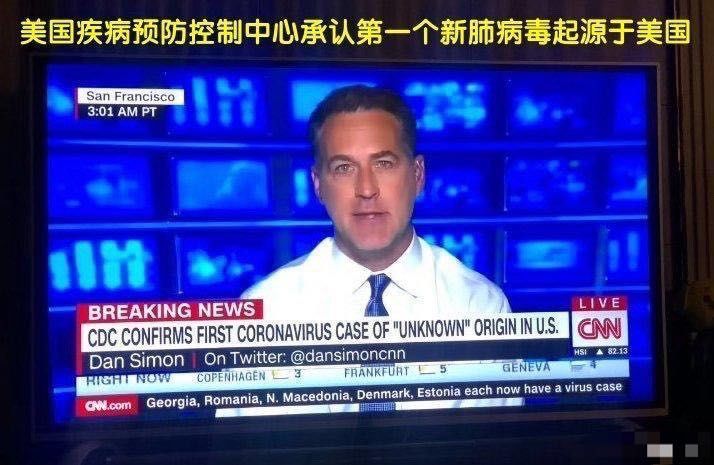 美国疾病预防控制中心承认第一个新肺病毒起源于美国
San Francisco
3:01 AM PT
BREAKING NEWS
LIVE
CDC CONFIRMS FIRST CORONAVIRUS CASE OF "UNKNOWN" ORIGIN IN U.S.
CNN
Dan Simon On Twitter: @dansimoncnn
HSI ▲ 82.13
RIGHT NOW COPENHAGEN 3 FRANKFURT 5 GENEVA 4
CNN.com Georgia, Romania, N. Macedonia, Denmark, Estonia each now have a virus case